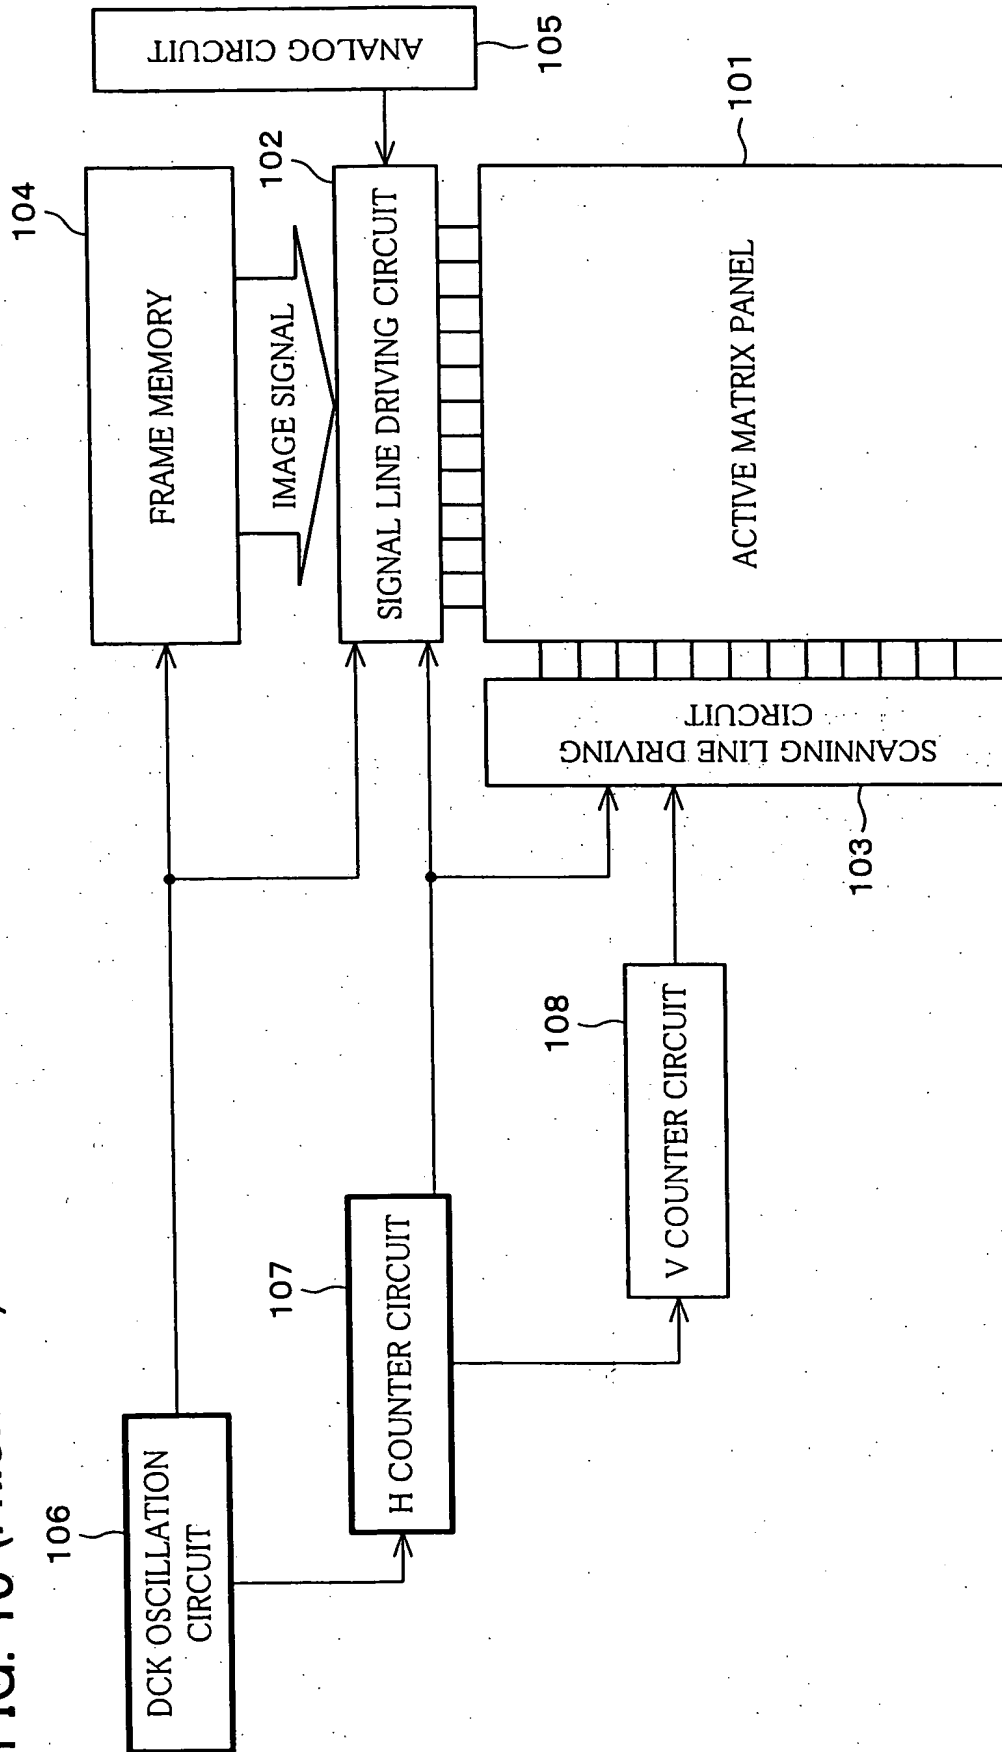 104
FRAME MEMORY
ANALOG CIRCUIT
105
IMAGE SIGNAL
102
SIGNAL LINE DRIVING CIRCUIT
101
ACTIVE MATRIX PANEL
SCANNING LINE DRIVING
CIRCUIT
103
106
DCK OSCILLATION
CIRCUIT
107
H COUNTER CIRCUIT
108
V COUNTER CIRCUIT